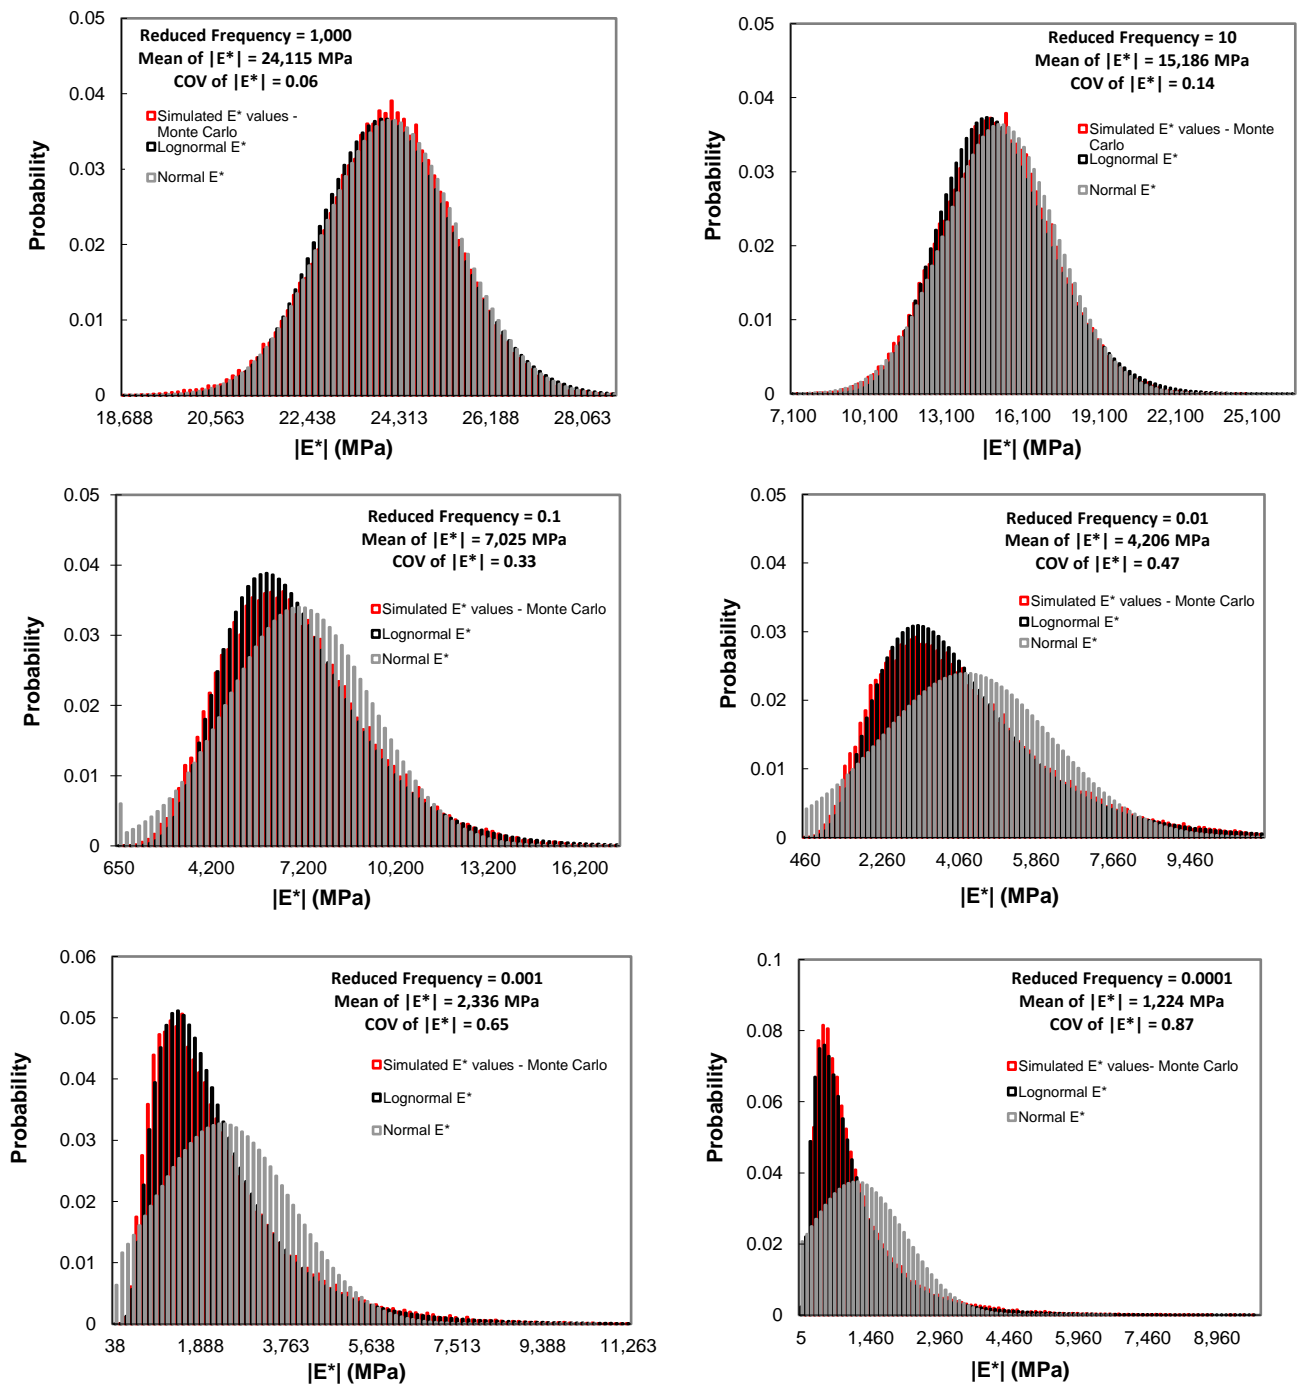 0.05
0.04
0.03
0.02
0.01
0
Probability
Reduced Frequency = 1,000
Mean of |E*| = 24,115 MPa
COV of |E*| = 0.06
Simulated E* values -
Monte Carlo
Lognormal E*
Normal E*
18,688 20,563 22,438 24,313 26,188 28,063
|E*| (MPa)
0.05
0.04
0.03
0.02
0.01
0
Probability
Reduced Frequency = 10
Mean of |E*| = 15,186 MPa
COV of |E*| = 0.14
Simulated E* values - Monte
Carlo
Lognormal E*
Normal E*
7,100 10,100 13,100 16,100 19,100 22,100 25,100
|E*| (MPa)
0.05
0.04
0.03
0.02
0.01
0
Probability
Reduced Frequency = 0.1
Mean of |E*| = 7,025 MPa
COV of |E*| = 0.33
Simulated E* values - Monte Carlo
Lognormal E*
Normal E*
650 4,200 7,200 10,200 13,200 16,200
|E*| (MPa)
0.05
0.04
0.03
0.02
0.01
0
Probability
Reduced Frequency = 0.01
Mean of |E*| = 4,206 MPa
COV of |E*| = 0.47
Simulated E* values - Monte Carlo
Lognormal E*
Normal E*
460 2,260 4,060 5,860 7,660 9,460
|E*| (MPa)
0.06
0.05
0.04
0.03
0.02
0.01
0
Probability
Reduced Frequency = 0.001
Mean of |E*| = 2,336 MPa
COV of |E*| = 0.65
Simulated E* values - Monte Carlo
Lognormal E*
Normal E*
38 1,888 3,763 5,638 7,513 9,388 11,263
|E*| (MPa)
0.1
0.08
0.06
0.04
0.02
0
Probability
Reduced Frequency = 0.0001
Mean of |E*| = 1,224 MPa
COV of |E*| = 0.87
Simulated E* values- Monte Carlo
Lognormal E*
Normal E*
5 1,460 2,960 4,460 5,960 7,460 8,960
|E*| (MPa)